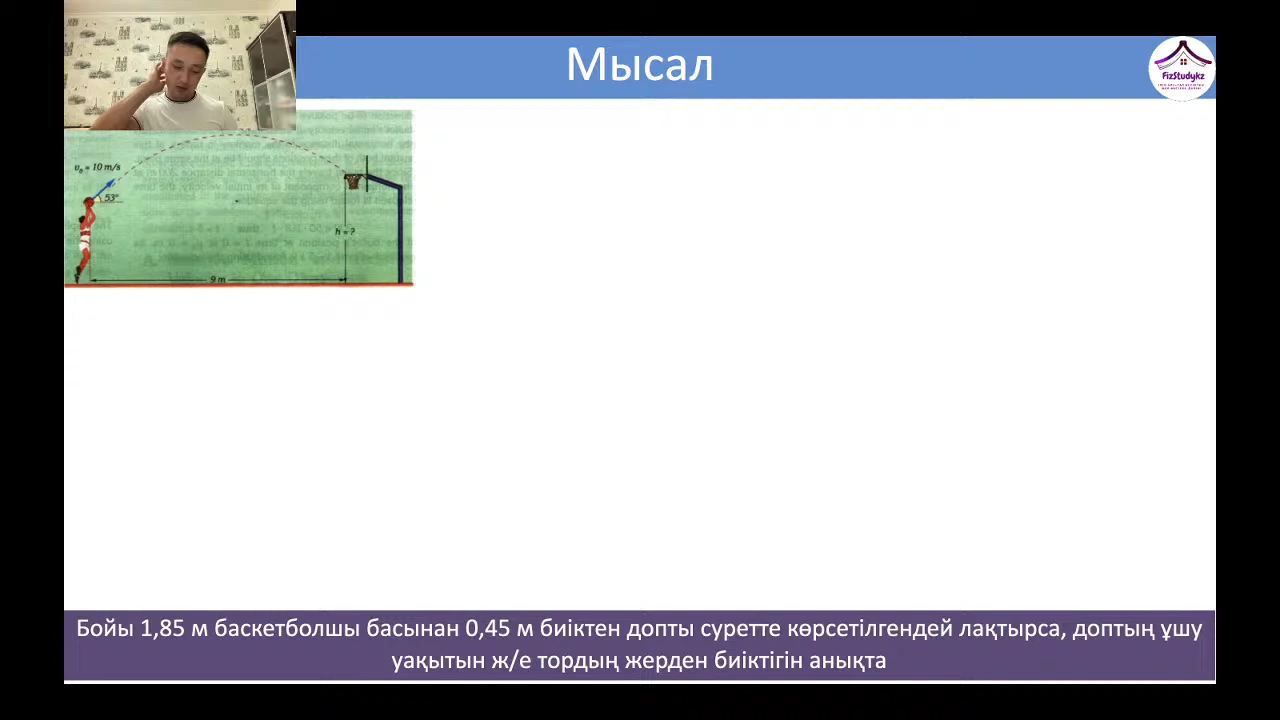 Мысал
FizStudykz
υ₀ = 10 m/s
53°
h = ?
9 m
Бойы 1,85 м баскетболшы басынан 0,45 м биіктен допты суретте көрсетілгендей лақтырса, доптың ұшу
уақытын ж/е тордың жерден биіктігін анықта